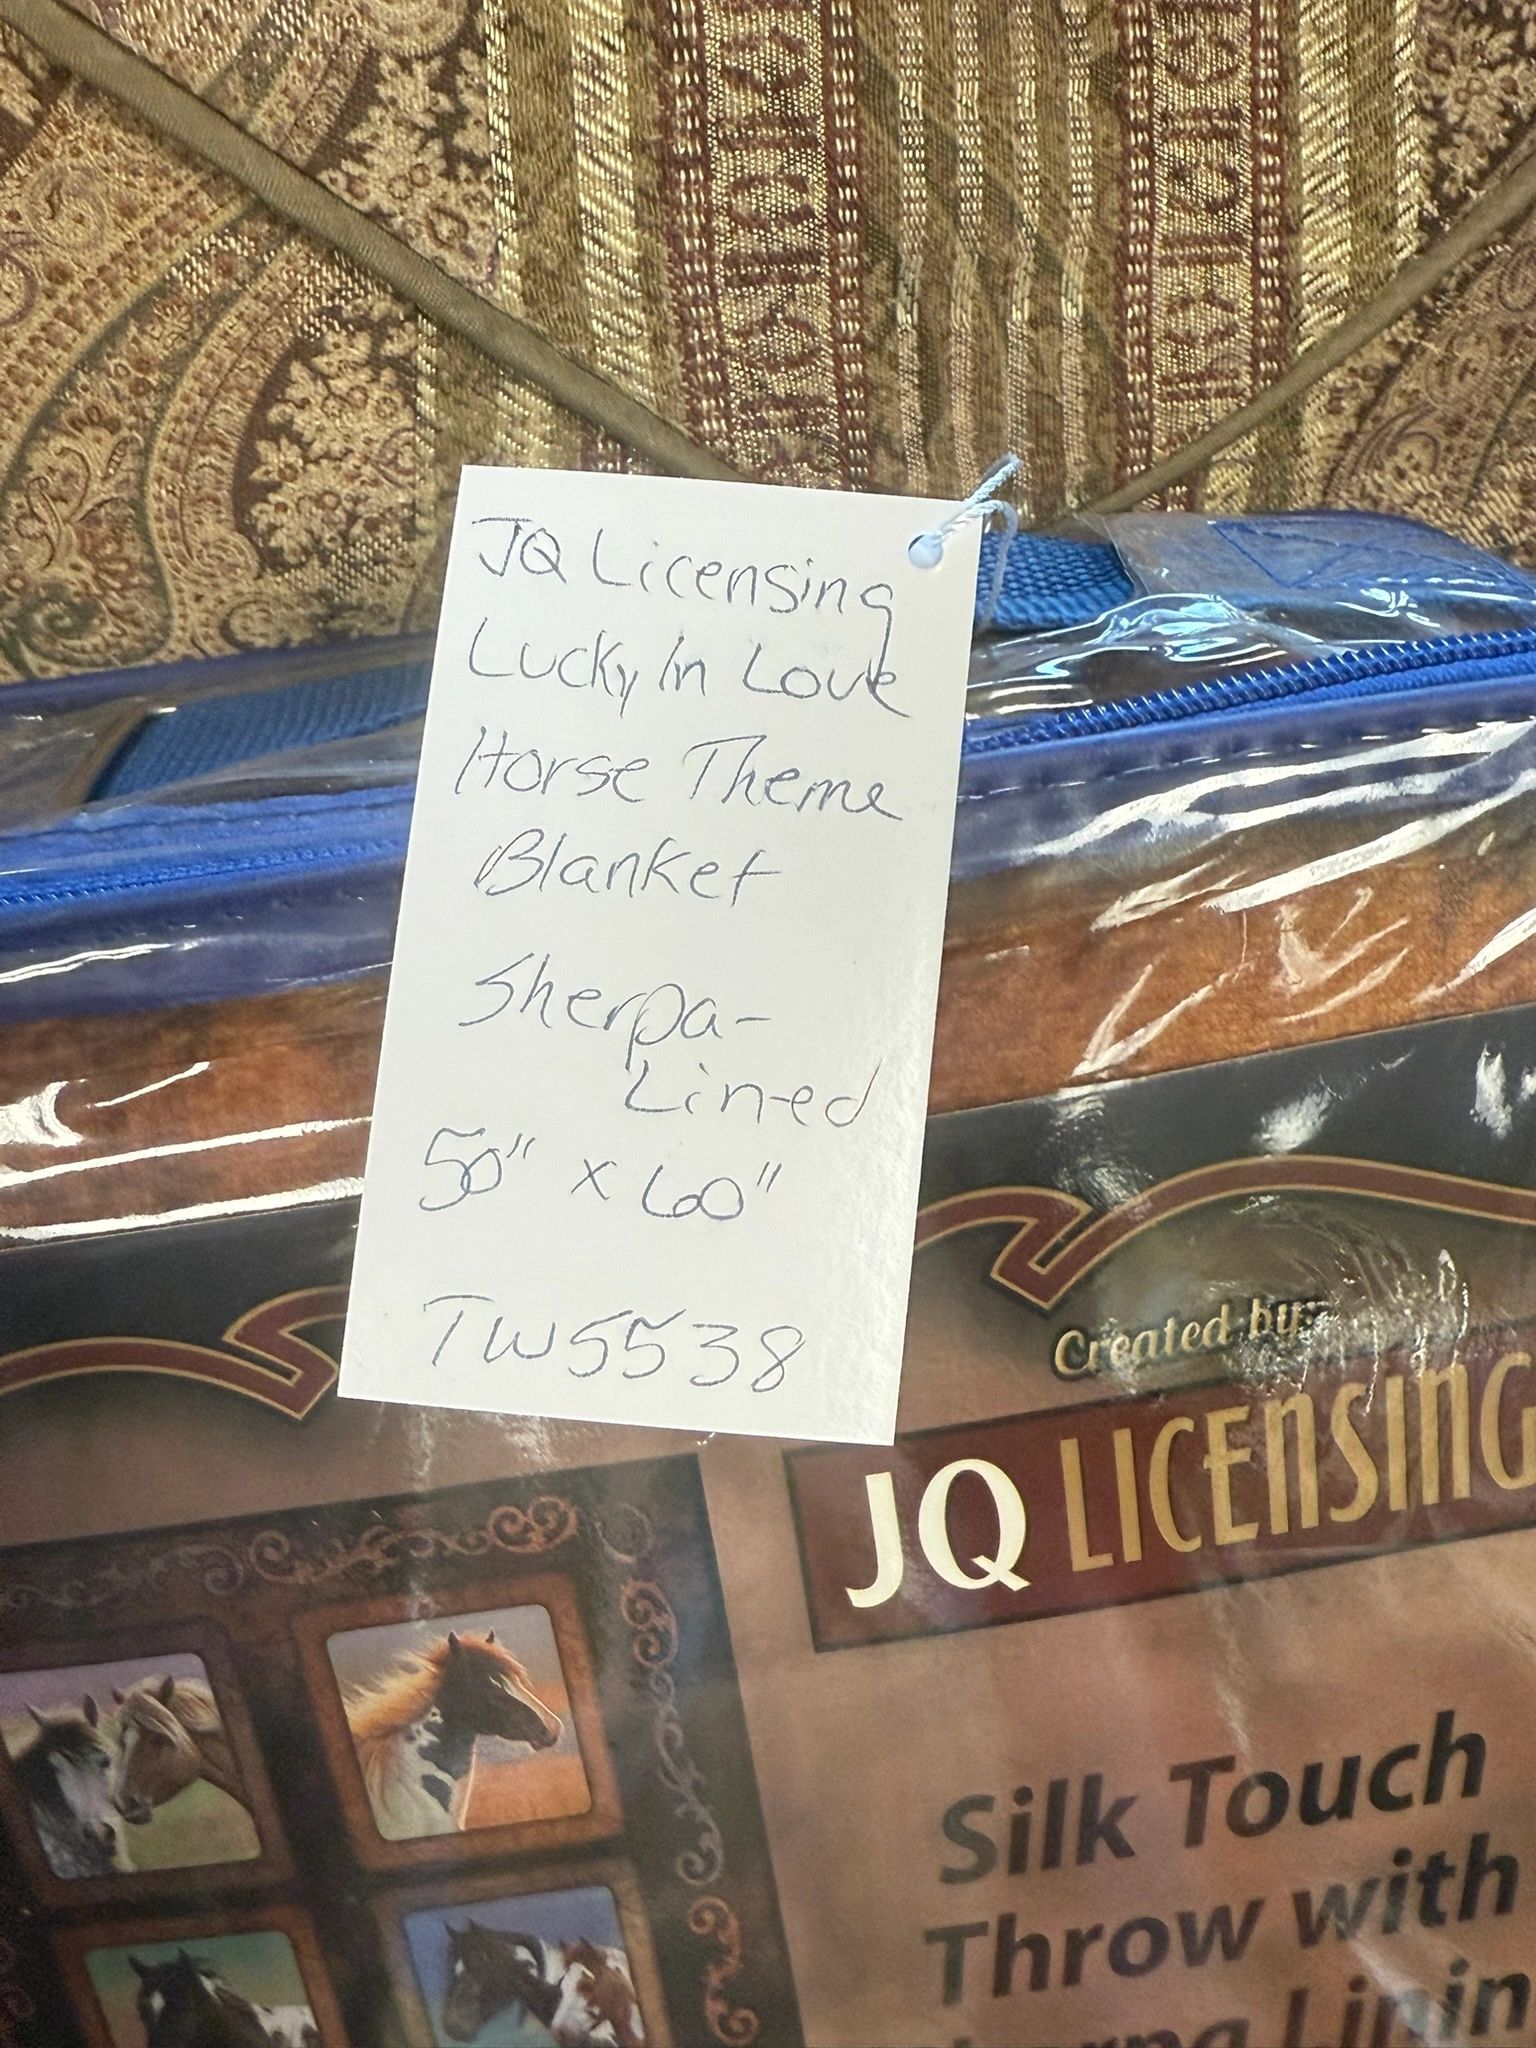 JQ Licensing
Lucky In Love
Horse Theme
Blanket
Sherpa-
Lined
50" x 60"
TW5538
Created by:
JQ LICENSING
Silk Touch
Throw with
Lining